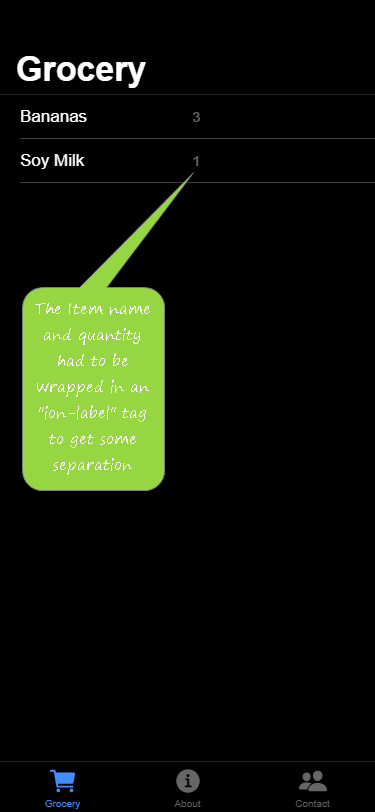 Grocery
Bananas 3
Soy Milk 1
The Item name
and quantity
had to be
wrapped in an
"ion-label" tag
to get some
separation
Grocery About Contact